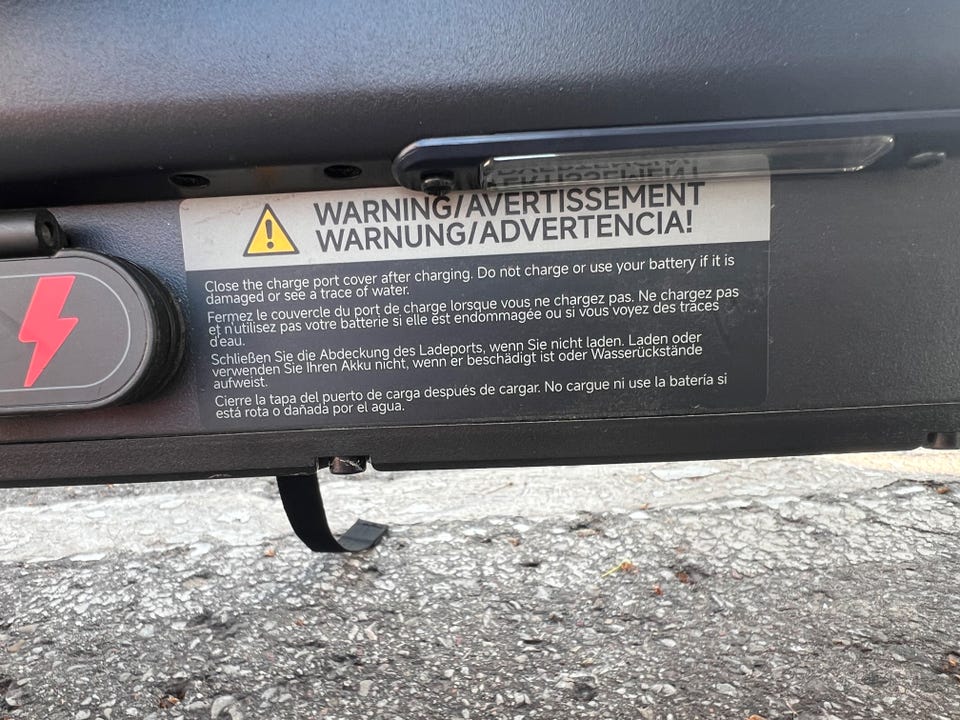 WARNING/AVERTISSEMENT
WARNUNG/ADVERTENCIA!
Close the charge port cover after charging. Do not charge or use your battery if it is
damaged or see a trace of water.
Fermez le couvercle du port de charge lorsque vous ne chargez pas. Ne chargez pas
et n'utilisez pas votre batterie si elle est endommagée ou si vous voyez des traces
d'eau.
Schließen Sie die Abdeckung des Ladeports, wenn Sie nicht laden. Laden oder
verwenden Sie Ihren Akku nicht, wenn er beschädigt ist oder Wasserückstände
aufweist.
Cierre la tapa del puerto de carga después de cargar. No cargue ni use la batería si
está rota o dañada por el agua.